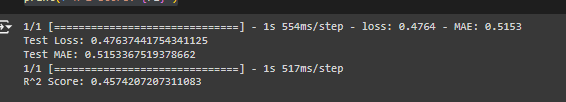 1/1 [==============================] - 1s 554ms/step - loss: 0.4764 - MAE: 0.5153
Test Loss: 0.47637441754341125
Test MAE: 0.5153367519378662
1/1 [==============================] - 1s 517ms/step
R^2 Score: 0.4574207207311083